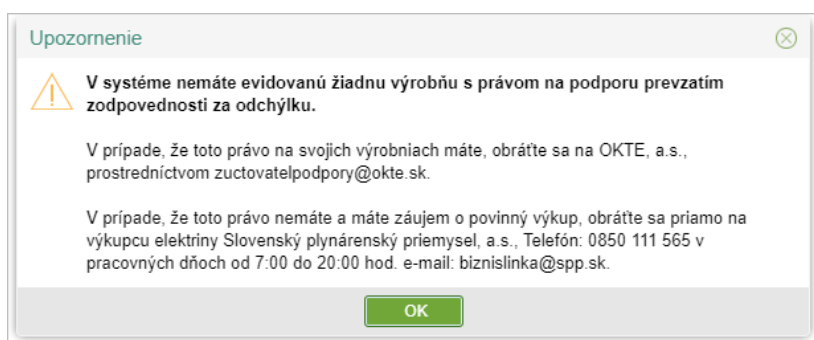 Upozornenie
V systéme nemáte evidovanú žiadnu výrobňu s právom na podporu prevzatím
zodpovednosti za odchýlku.
V prípade, že toto právo na svojich výrobniach máte, obráťte sa na OKTE, a.s.,
prostredníctvom zuctovatelpodpory@okte.sk.
V prípade, že toto právo nemáte a máte záujem o povinný výkup, obráťte sa priamo na
výkupcu elektriny Slovenský plynárenský priemysel, a.s., Telefón: 0850 111 565 v
pracovných dňoch od 7:00 do 20:00 hod. e-mail: biznislinka@spp.sk.
OK